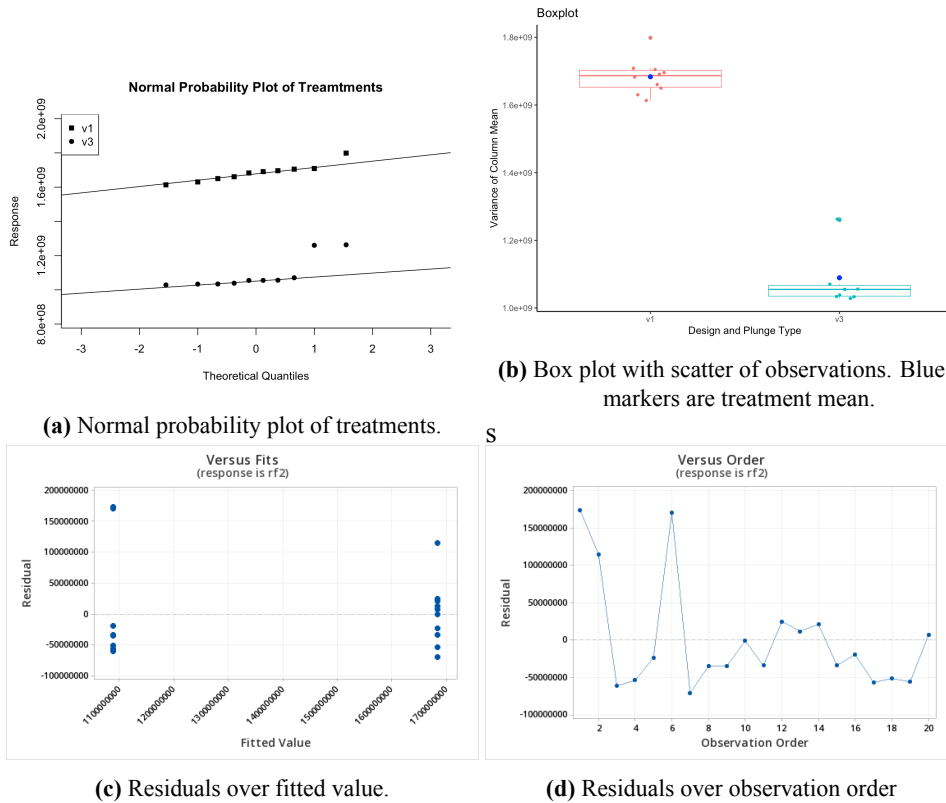 Normal Probability Plot of Treamtments
v1
v3
Response
8.0e+08
1.2e+09
1.6e+09
2.0e+09
-3 -2 -1 0 1 2 3
Theoretical Quantiles
(a) Normal probability plot of treatments.
Boxplot
Variance of Column Mean
1.8e+09
1.6e+09
1.4e+09
1.2e+09
1.0e+09
v1 v3
Design and Plunge Type
(b) Box plot with scatter of observations. Blue
markers are treatment mean.
s
Versus Fits
(response is rf2)
Residual
200000000
150000000
100000000
50000000
0
-50000000
-100000000
1100000000 1200000000 1300000000 1400000000 1500000000 1600000000 1700000000
Fitted Value
(c) Residuals over fitted value.
Versus Order
(response is rf2)
Residual
200000000
150000000
100000000
50000000
0
-50000000
-100000000
2 4 6 8 10 12 14 16 18 20
Observation Order
(d) Residuals over observation order